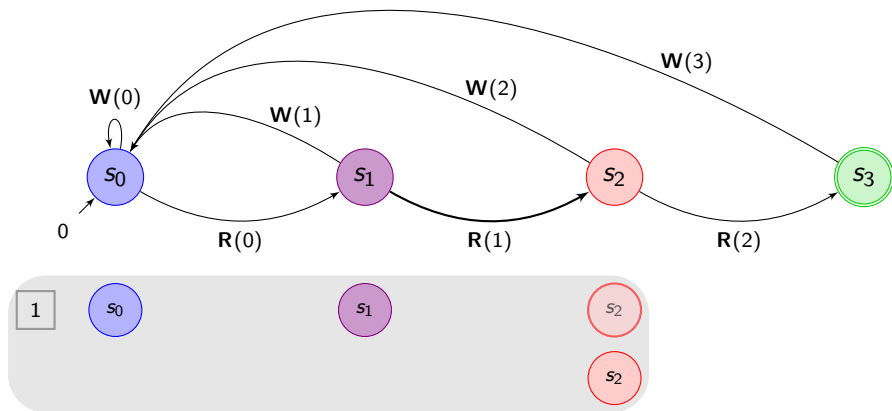 W(3)
W(2)
W(0)
W(1)
s0 s1 s2 s3
0
R(0) R(1) R(2)
1 s0 s1 s2
s2